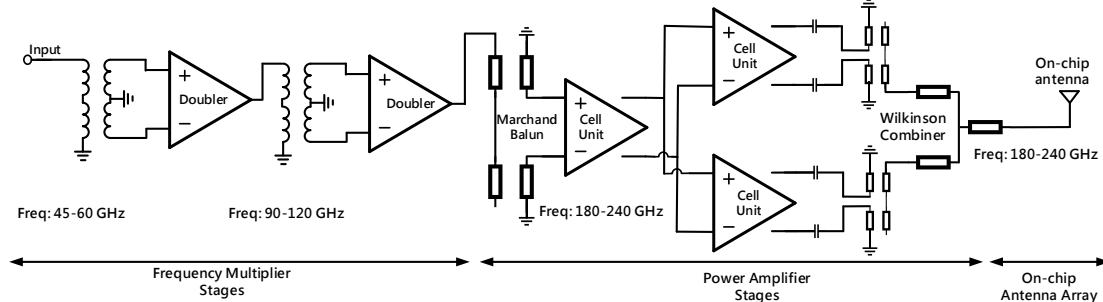 Input
+
−
Doubler
+
−
Doubler
Marchand
Balun
+
−
Cell
Unit
+
−
Cell
Unit
+
−
Cell
Unit
Wilkinson
Combiner
On-chip
antenna
Freq: 45-60 GHz
Freq: 90-120 GHz
Freq: 180-240 GHz
Freq: 180-240 GHz
Frequency Multiplier
Stages
Power Amplifier
Stages
On-chip
Antenna Array